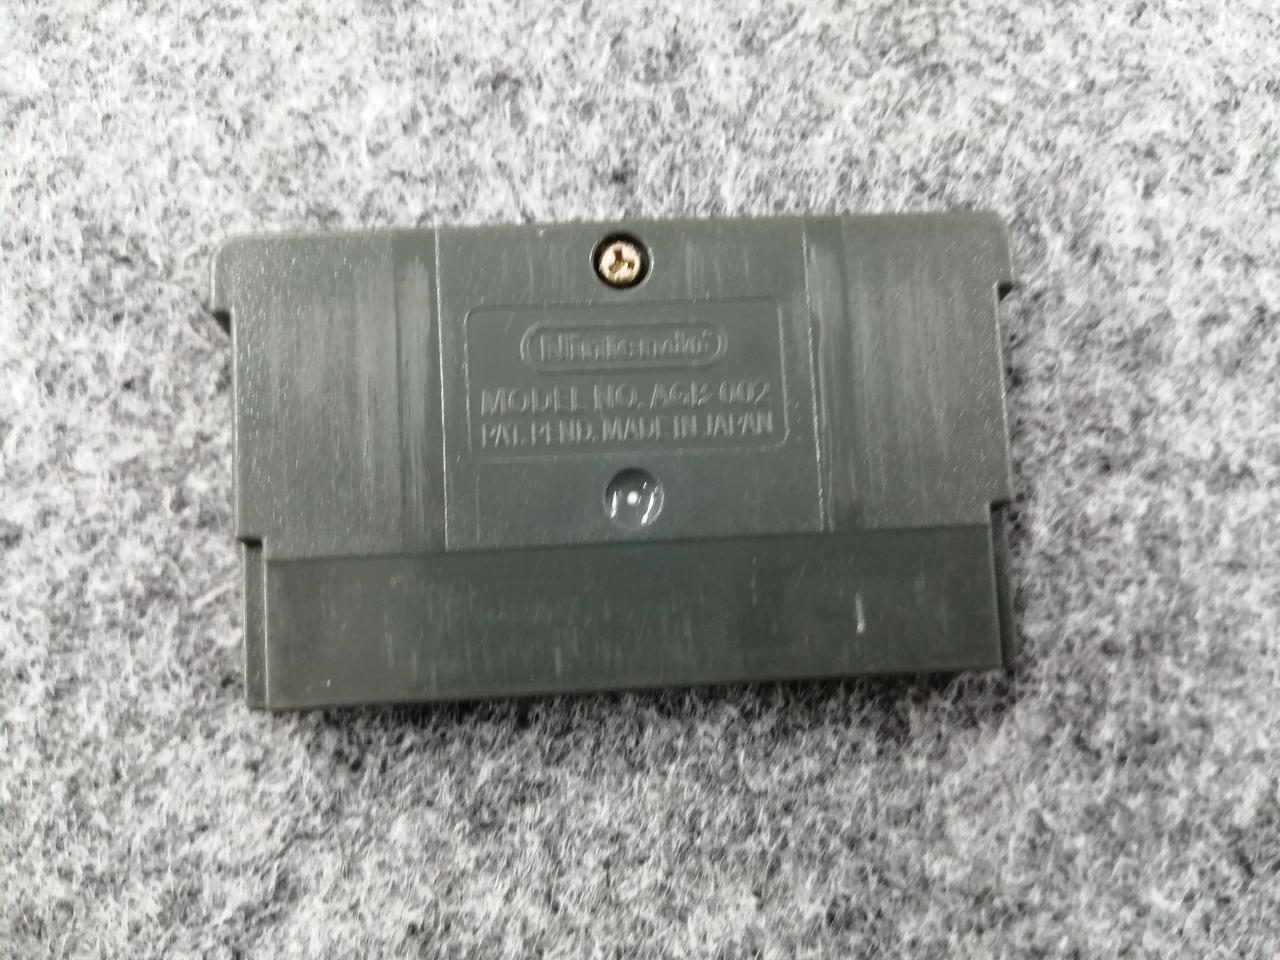 Nintendo
MODEL NO. AGB-002
PAT. PEND. MADE IN JAPAN